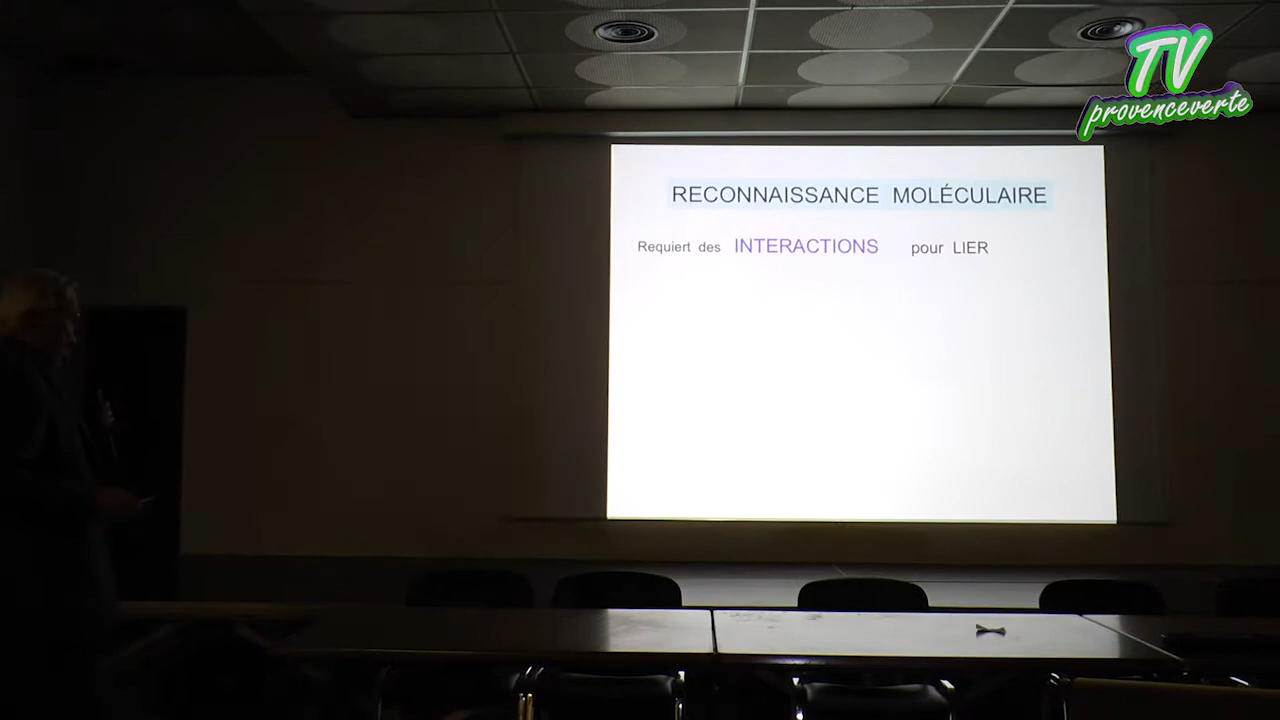 TV
provenceverte
RECONNAISSANCE MOLÉCULAIRE
Requiert des INTERACTIONS pour LIER